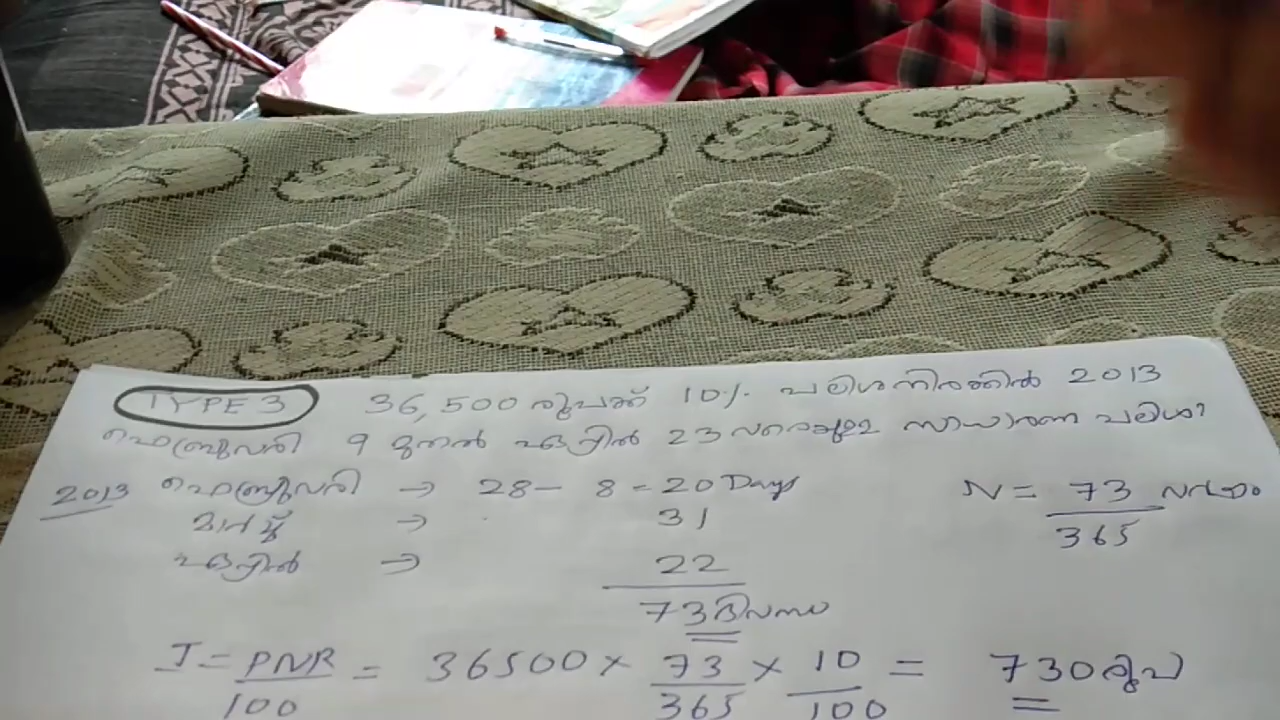 TYPE 3 36,500 രൂപക്ക് 10%. പലിശനിരക്കിൽ 2013
ഫെബ്രുവരി 9 മുതൽ ഏപ്രിൽ 23 വരെയുളള സാധാരണ പലിശ?
2013 ഫെബ്രുവരി → 28 - 8 = 20 Days N = 73/365 വർഷം
മാർച്ച് → 31
ഏപ്രിൽ → 22
73 ദിവസം
I = PNR/100 = 36500 × 73/365 × 10/100 = 730 രൂപ